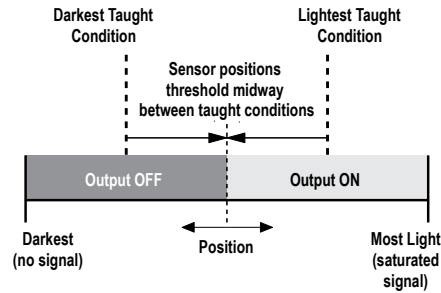 Darkest Taught
Condition
Lightest Taught
Condition
Sensor positions
threshold midway
between taught conditions
Output OFF
Output ON
Darkest
(no signal)
Position
Most Light
(saturated
signal)